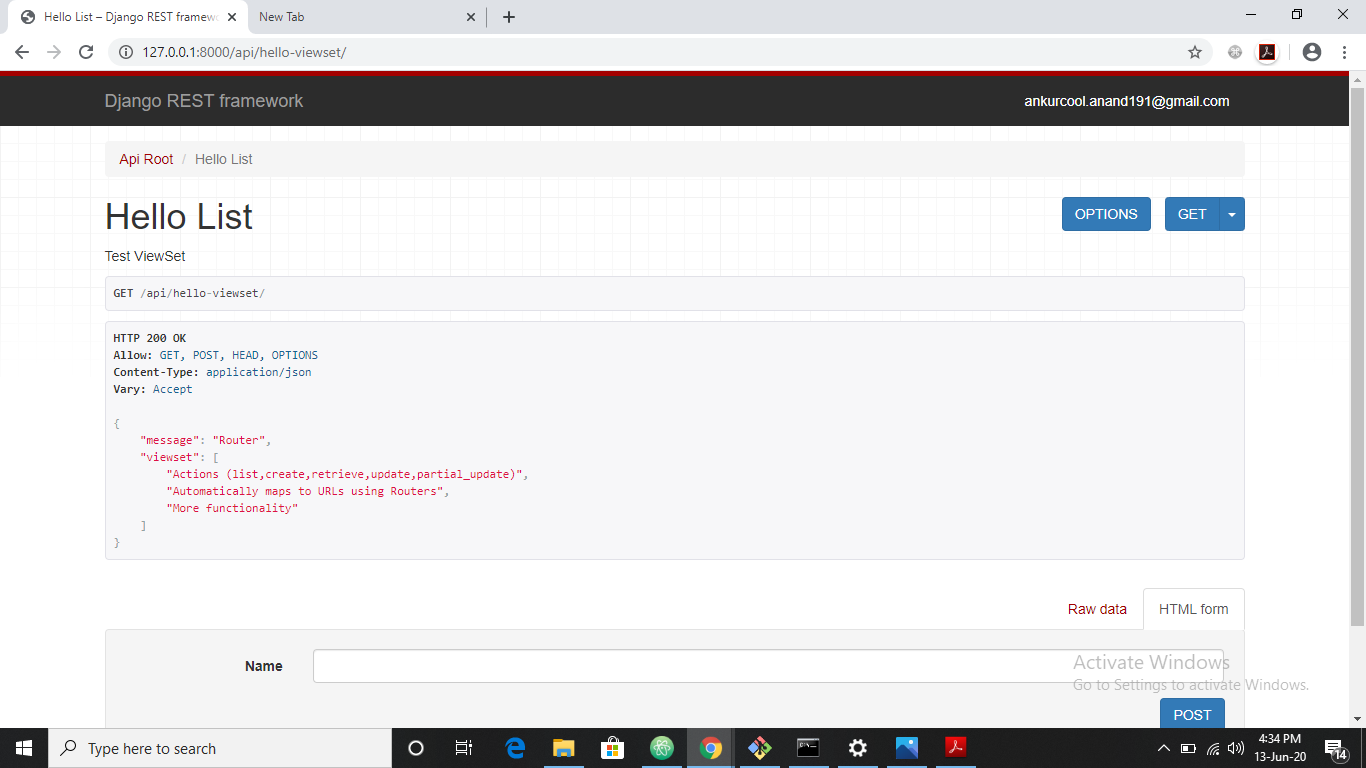 Hello List – Django REST framewo
New Tab
127.0.0.1:8000/api/hello-viewset/
Django REST framework
ankurcool.anand191@gmail.com
Api Root / Hello List
Hello List
OPTIONS
GET
Test ViewSet
GET /api/hello-viewset/
HTTP 200 OK
Allow: GET, POST, HEAD, OPTIONS
Content-Type: application/json
Vary: Accept
{
"message": "Router",
"viewset": [
"Actions (list,create,retrieve,update,partial_update)",
"Automatically maps to URLs using Routers",
"More functionality"
]
}
Raw data
HTML form
Name
Activate Windows
Go to Settings to activate Windows.
POST
Type here to search
4:34 PM
13-Jun-20
14